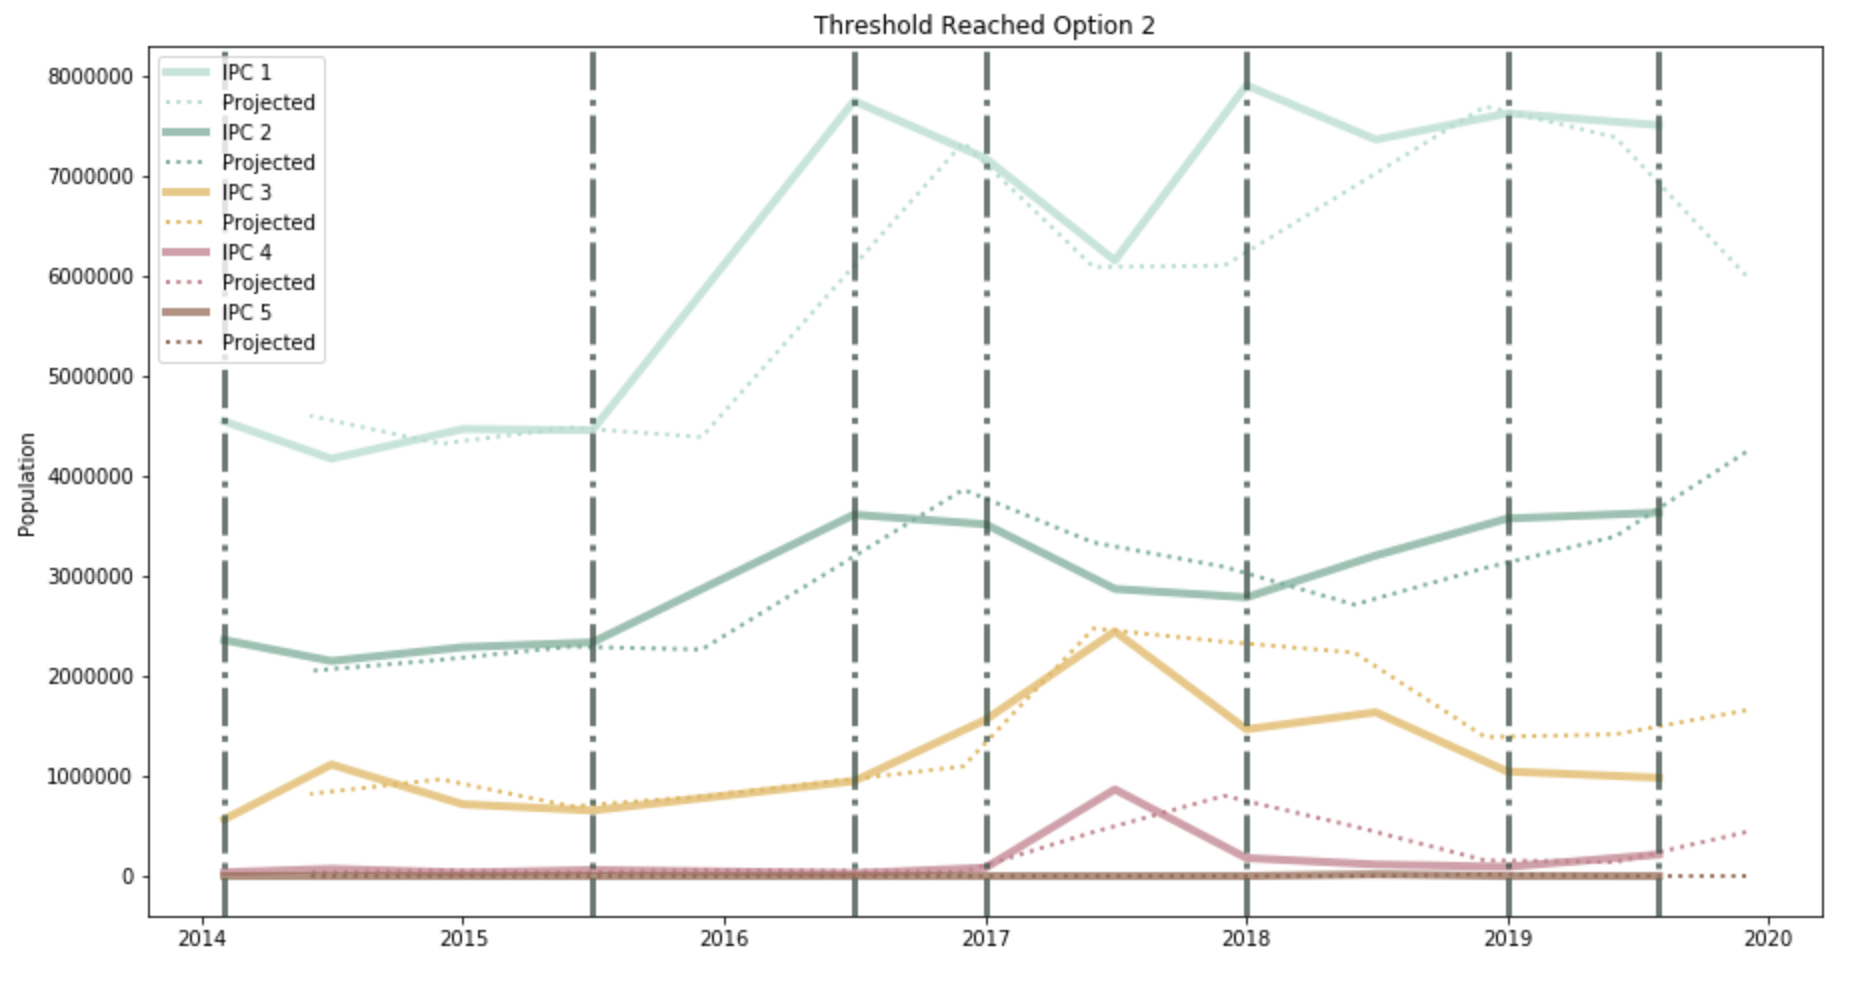 Threshold Reached Option 2
IPC 1
Projected
IPC 2
Projected
IPC 3
Projected
IPC 4
Projected
IPC 5
Projected
8000000
7000000
6000000
5000000
4000000
3000000
2000000
1000000
0
Population
2014 2015 2016 2017 2018 2019 2020